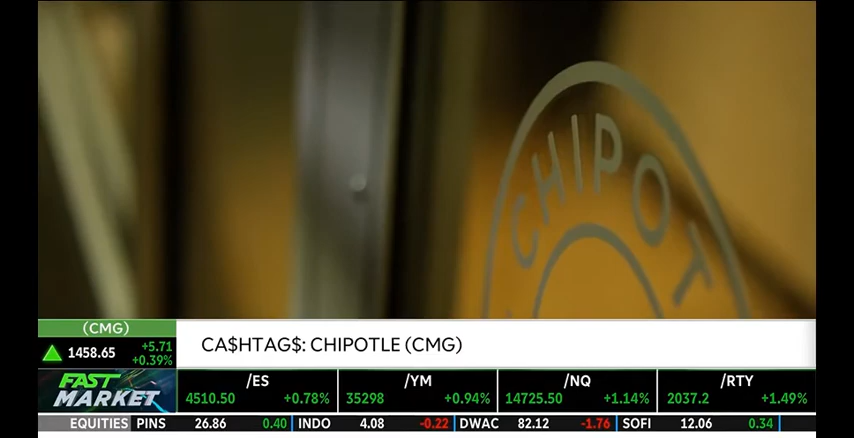 CHIPOT
(CMG)
1458.65 +5.71
+0.39%
CA$HTAG$: CHIPOTLE (CMG)
FAST
MARKET
/ES /YM /NQ /RTY
4510.50 +0.78% 35298 +0.94% 14725.50 +1.14% 2037.2 +1.49%
EQUITIES PINS 26.86 0.40 INDO 4.08 -0.22 DWAC 82.12 -1.76 SOFI 12.06 0.34